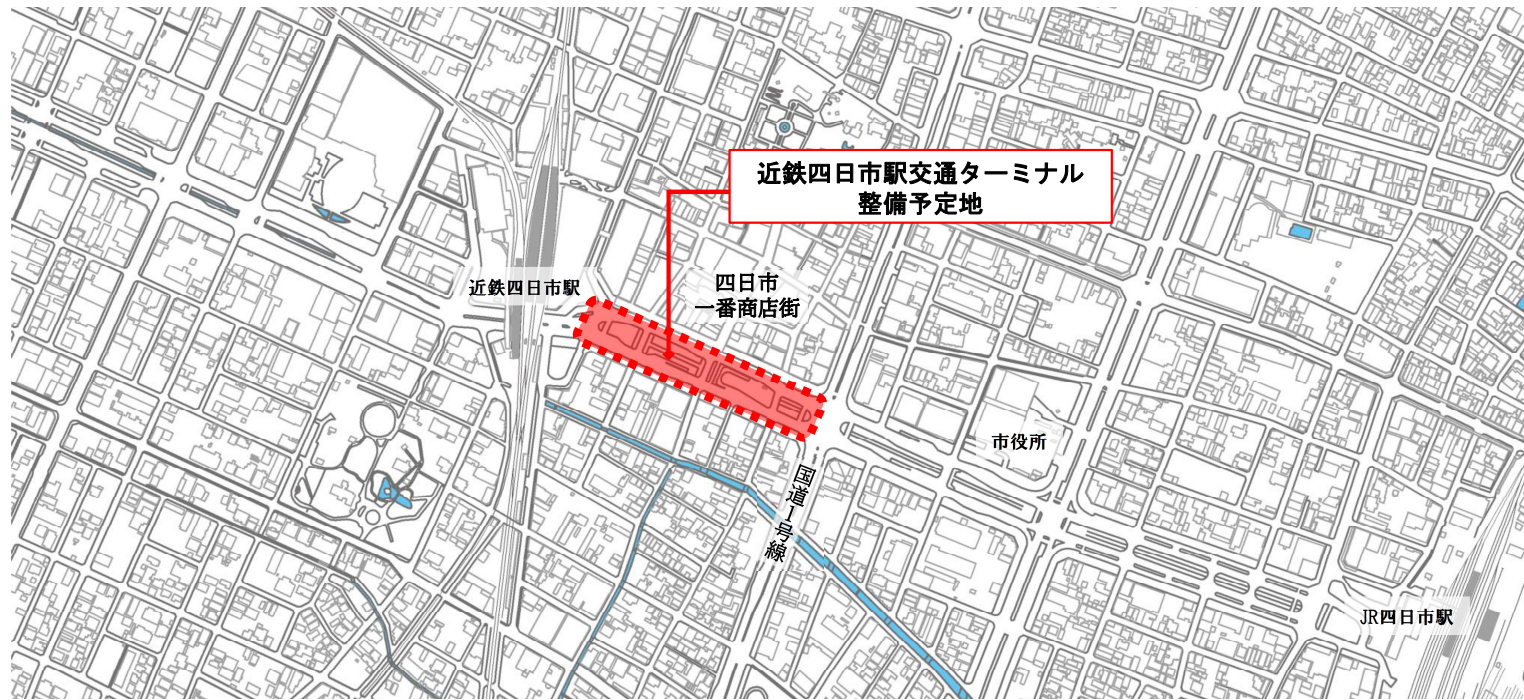 近鉄四日市駅交通ターミナル
整備予定地
四日市
一番商店街
近鉄四日市駅
市役所
国道1号線
JR四日市駅